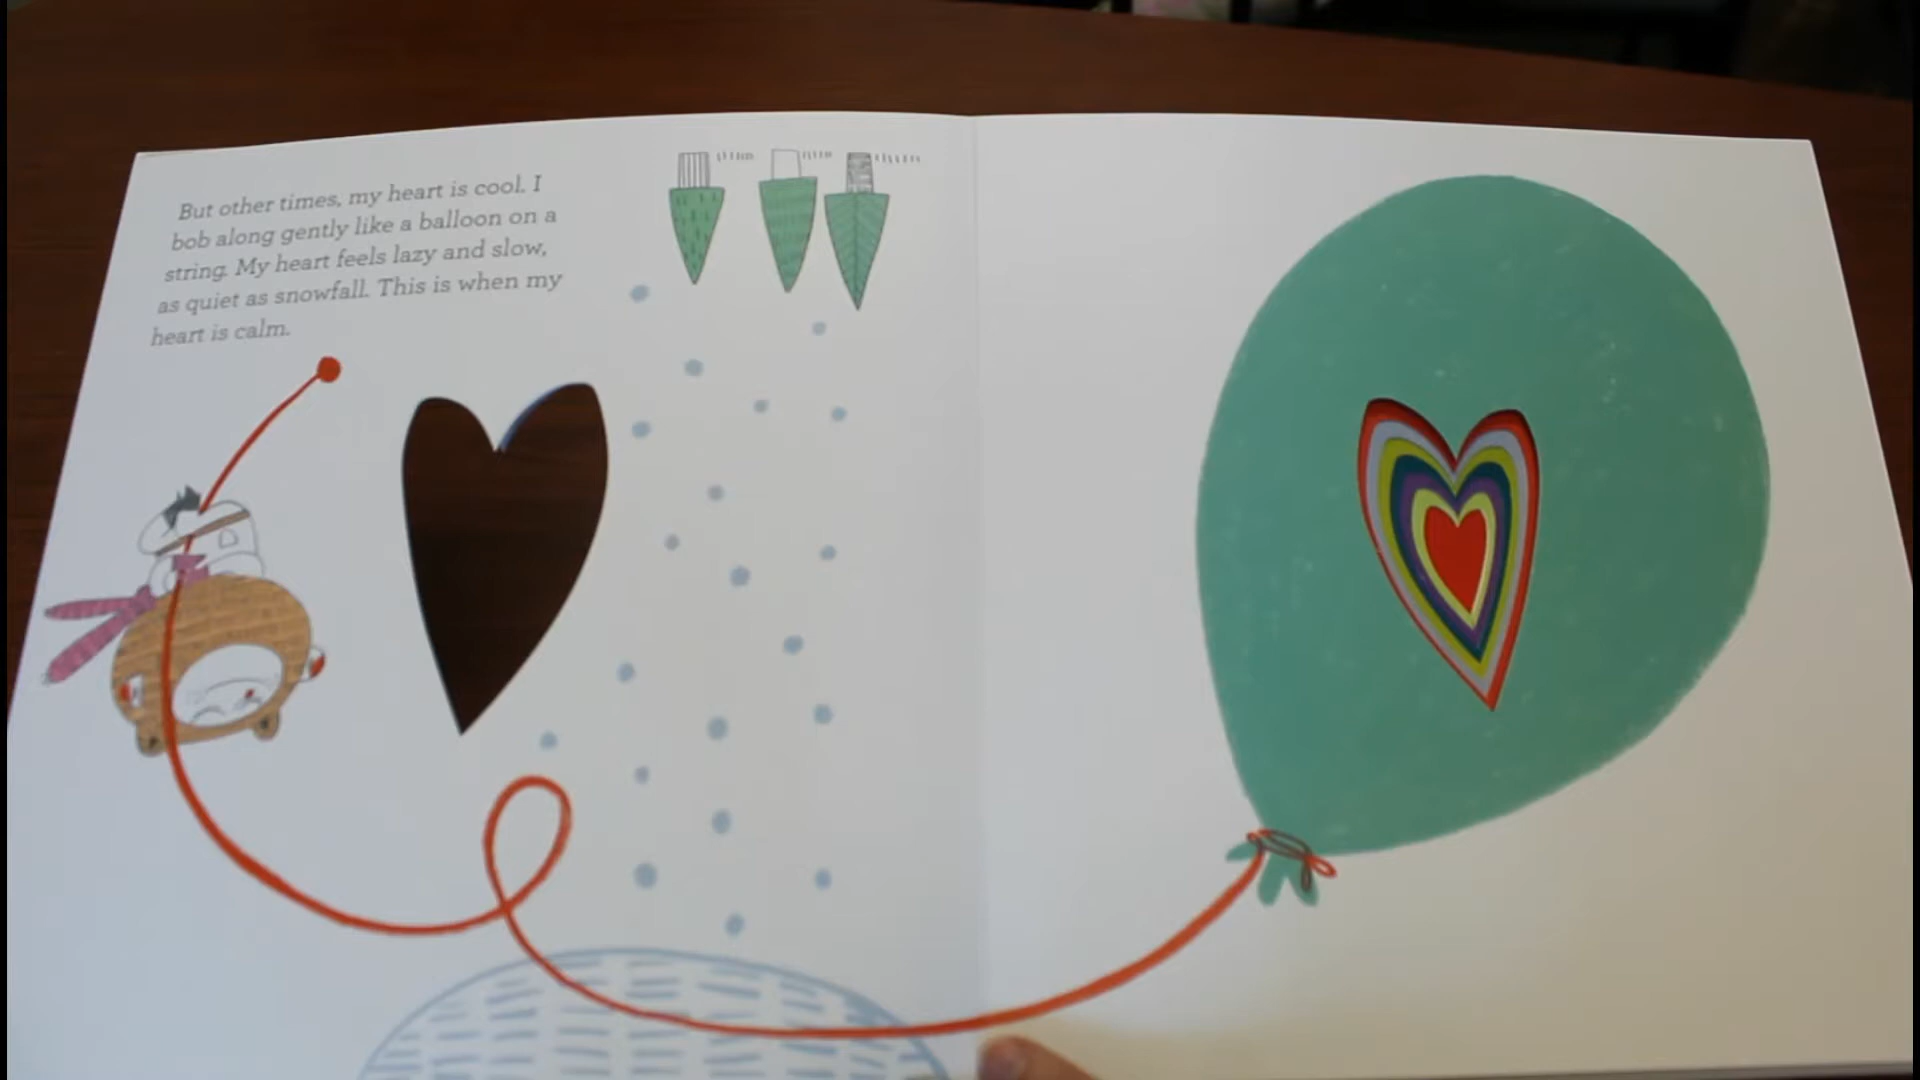 But other times, my heart is cool. I
bob along gently like a balloon on a
string. My heart feels lazy and slow,
as quiet as snowfall. This is when my
heart is calm.